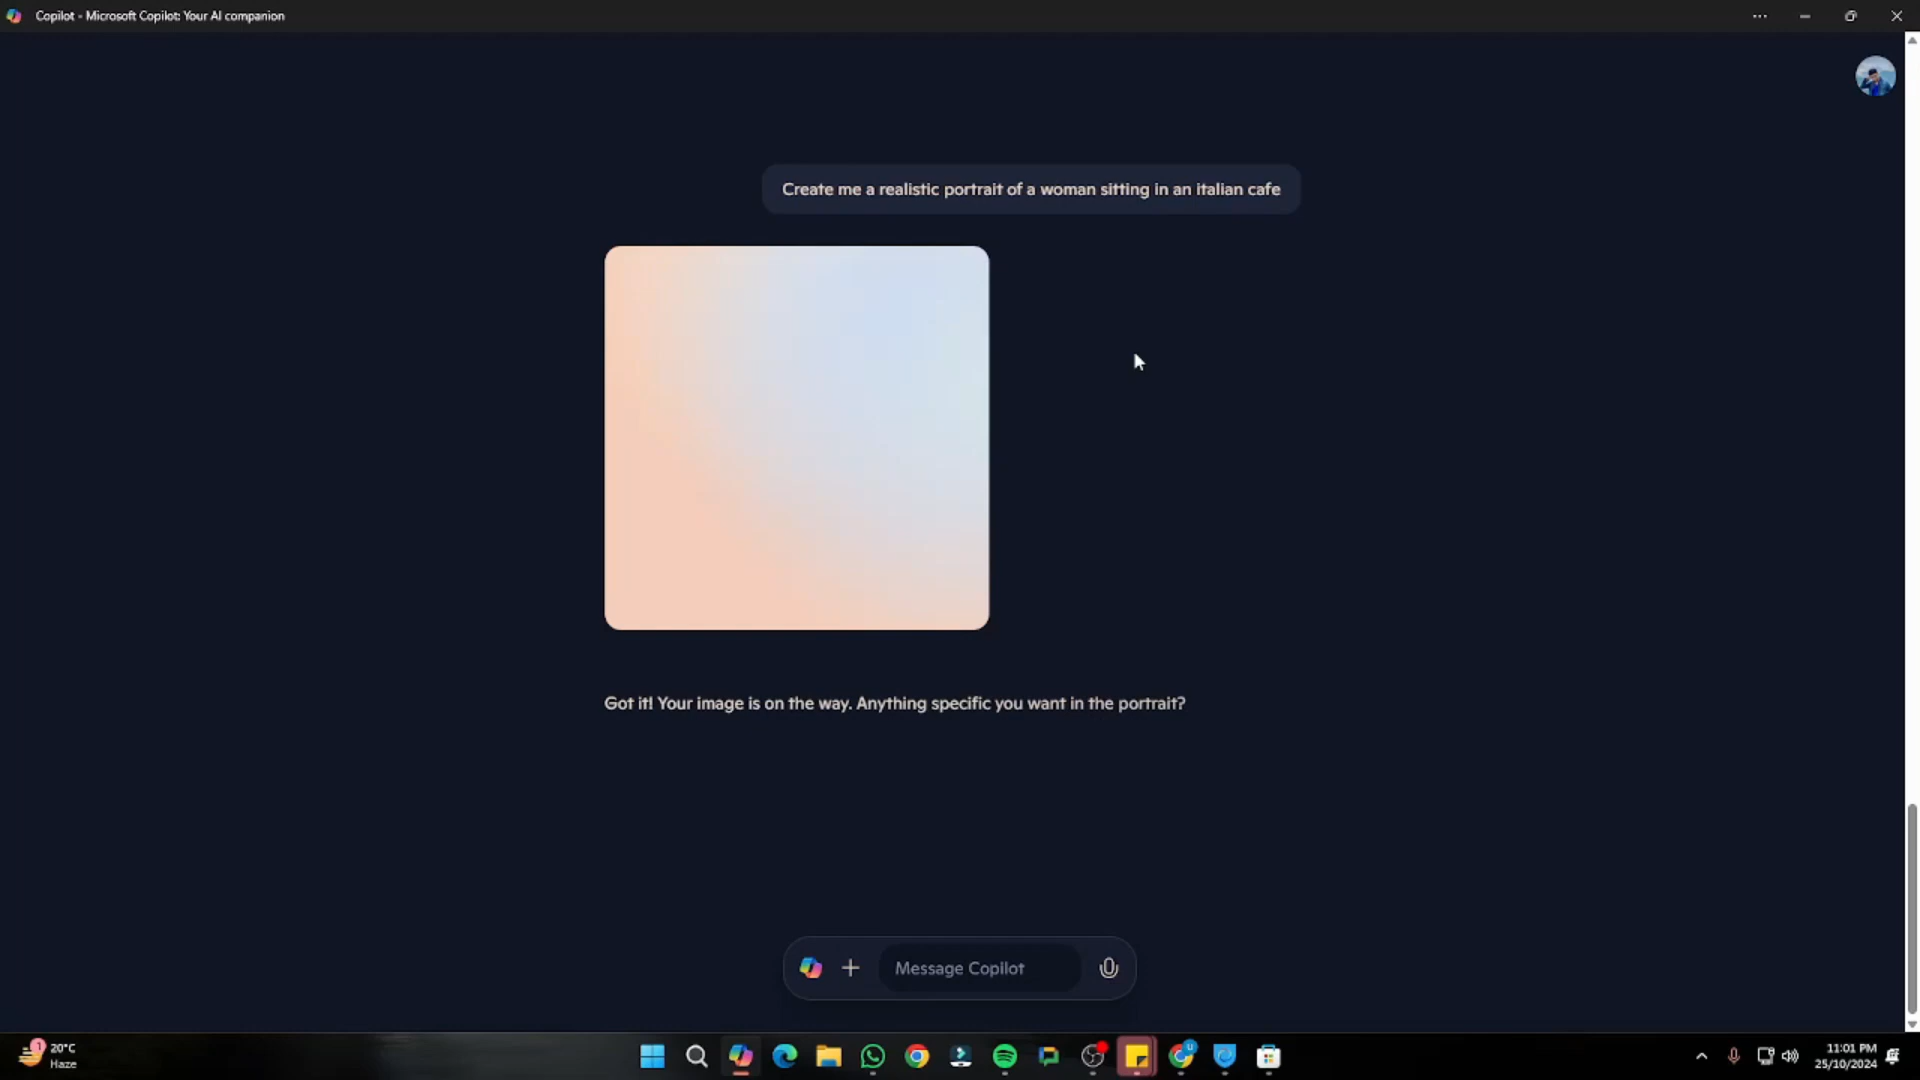 Copilot - Microsoft Copilot: Your AI companion
Create me a realistic portrait of a woman sitting in an italian cafe
Got it! Your image is on the way. Anything specific you want in the portrait?
Message Copilot
1
20°C
Haze
U
11:01 PM
25/10/2024